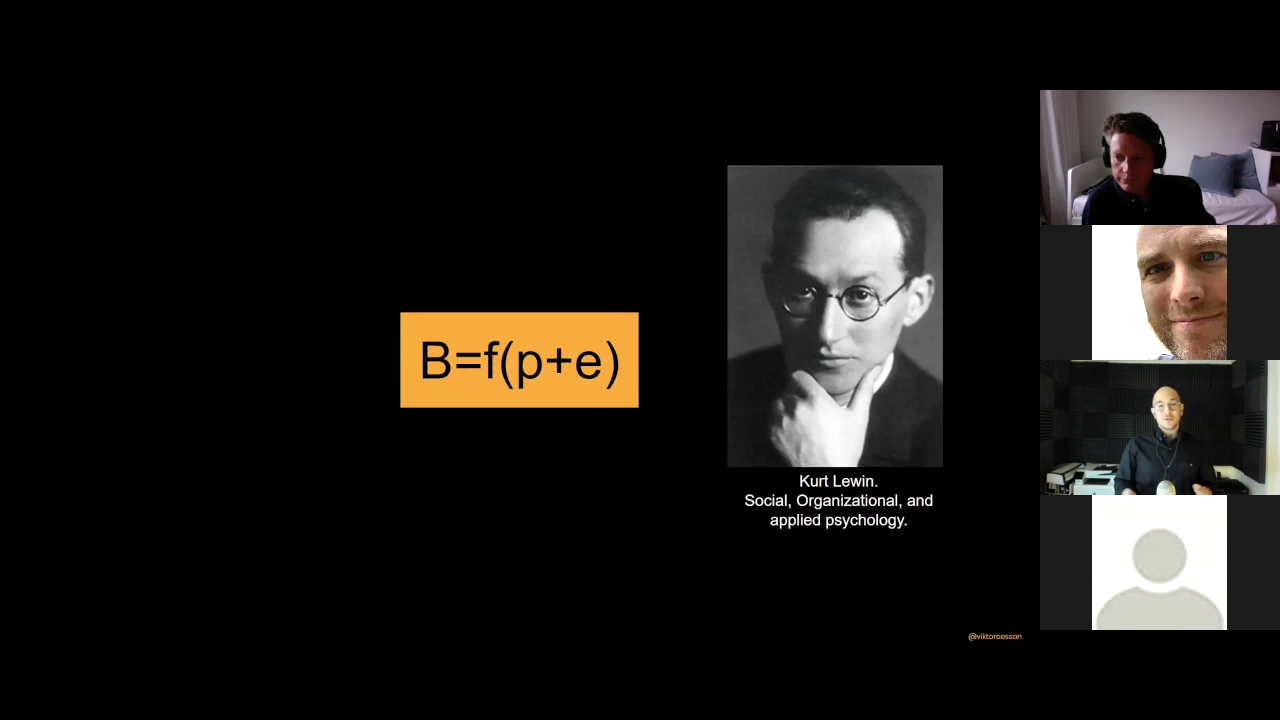 B=f(p+e)
Kurt Lewin.
Social, Organizational, and
applied psychology.
@viktorcessan